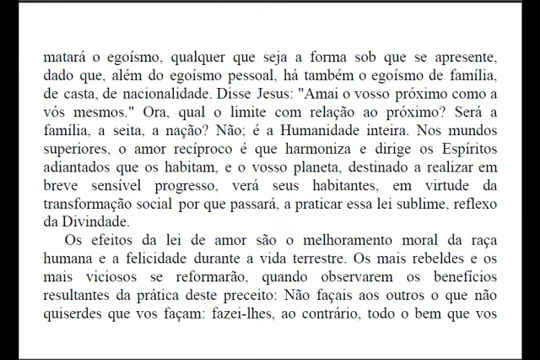 matará o egoísmo, qualquer que seja a forma sob que se apresente,
dado que, além do egoísmo pessoal, há também o egoísmo de família,
de casta, de nacionalidade. Disse Jesus: "Amai o vosso próximo como a
vós mesmos." Ora, qual o limite com relação ao próximo? Será a
família, a seita, a nação? Não; é a Humanidade inteira. Nos mundos
superiores, o amor recíproco é que harmoniza e dirige os Espíritos
adiantados que os habitam, e o vosso planeta, destinado a realizar em
breve sensível progresso, verá seus habitantes, em virtude da
transformação social por que passará, a praticar essa lei sublime, reflexo
da Divindade.
Os efeitos da lei de amor são o melhoramento moral da raça
humana e a felicidade durante a vida terrestre. Os mais rebeldes e os
mais viciosos se reformarão, quando observarem os benefícios
resultantes da prática deste preceito: Não façais aos outros o que não
quiserdes que vos façam: fazei-lhes, ao contrário, todo o bem que vos